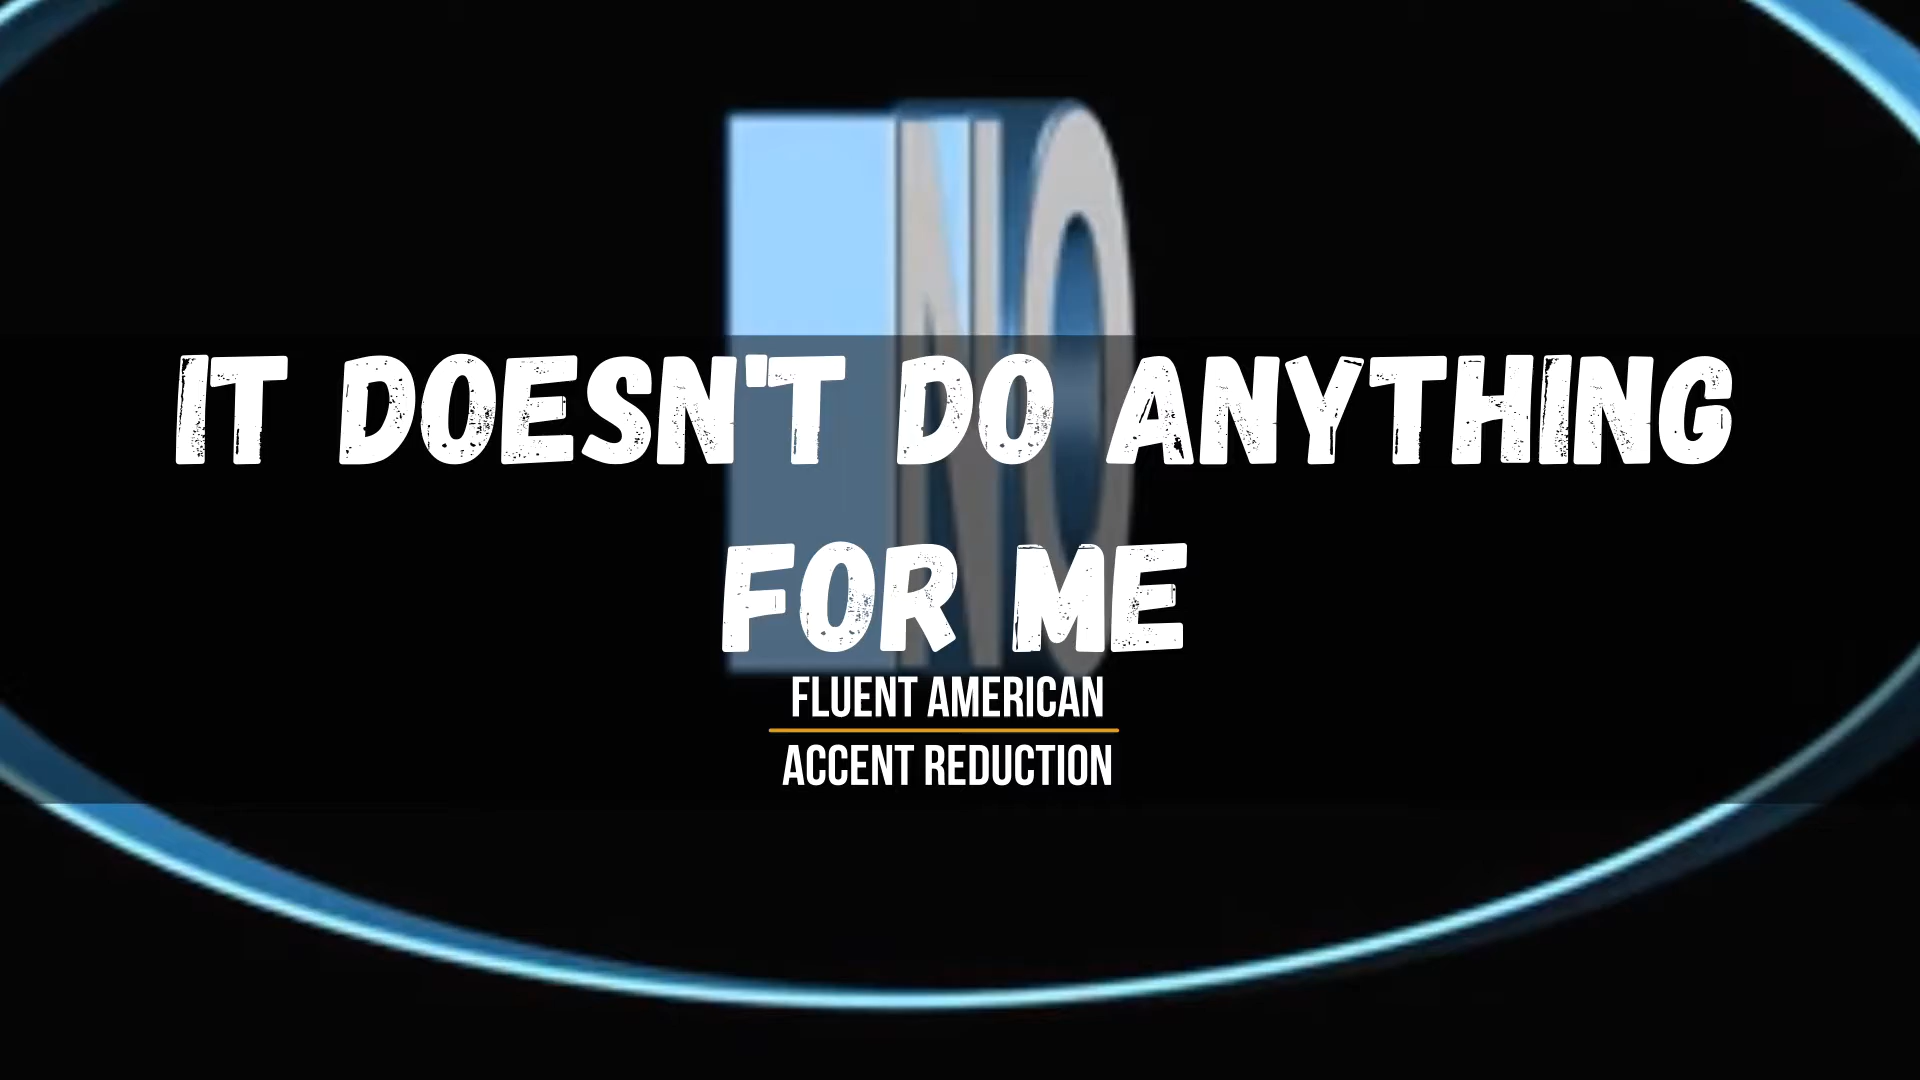 NO
IT DOESN'T DO ANYTHING
FOR ME
FLUENT AMERICAN
ACCENT REDUCTION